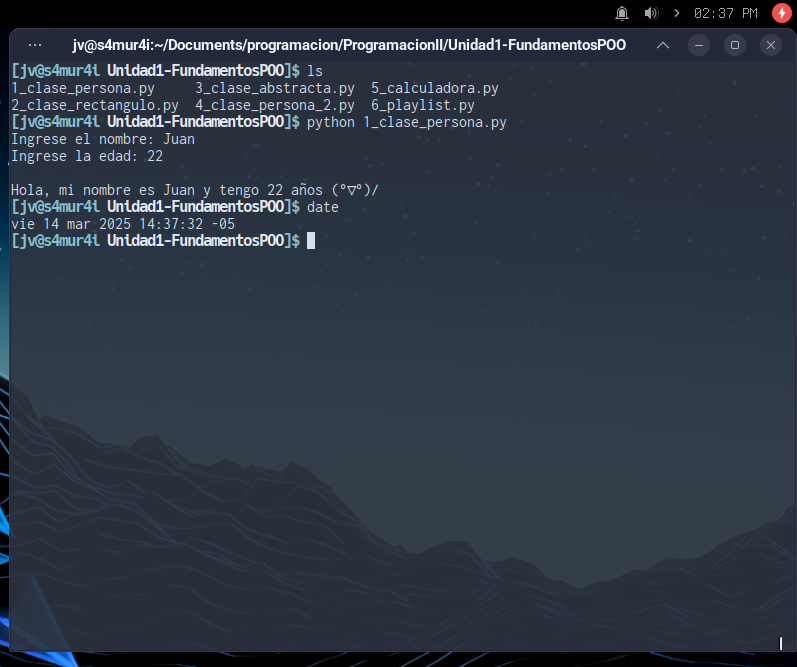 02:37 PM
jv@s4mur4i:~/Documents/programacion/ProgramacionII/Unidad1-FundamentosPOO
[jv@s4mur4i Unidad1-FundamentosPOO]$ ls
1_clase_persona.py     3_clase_abstracta.py  5_calculadora.py
2_clase_rectangulo.py  4_clase_persona_2.py  6_playlist.py
[jv@s4mur4i Unidad1-FundamentosPOO]$ python 1_clase_persona.py
Ingrese el nombre: Juan
Ingrese la edad: 22
Hola, mi nombre es Juan y tengo 22 años (°▽°)/
[jv@s4mur4i Unidad1-FundamentosPOO]$ date
vie 14 mar 2025 14:37:32 -05
[jv@s4mur4i Unidad1-FundamentosPOO]$